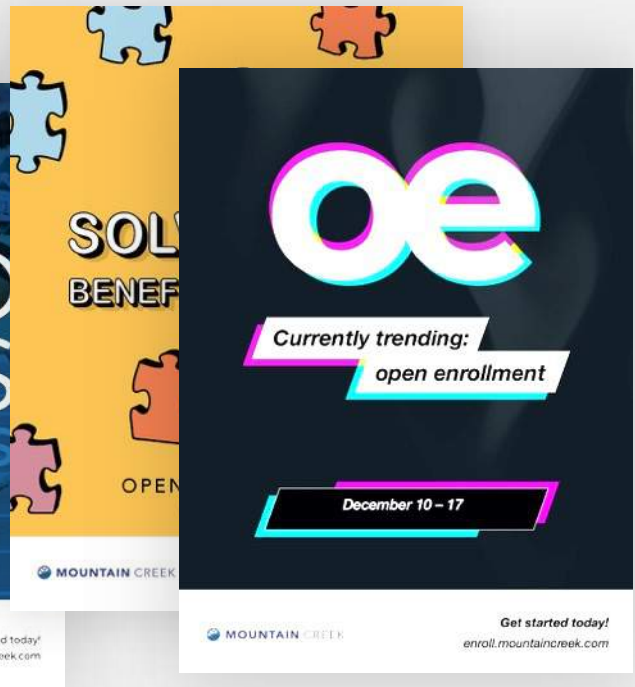 oe
Currently trending:
open enrollment
December 10 – 17
MOUNTAIN CREEK
Get started today!
enroll.mountaincreek.com
SOL
BENEF
OPEN
MOUNTAIN CREEK
d today!
eek.com